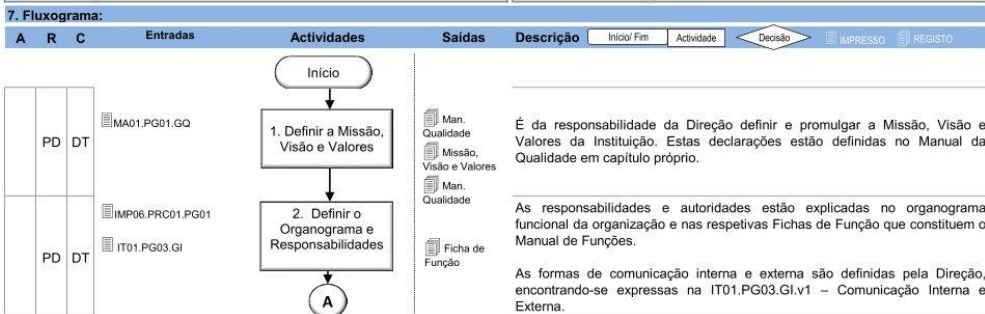 7. Fluxograma:
A R C Entradas Actividades Saídas Descrição Início/ Fim Actividade Decisão IMPRESSO REGISTO
Início
PD DT
MA01.PG01.GQ
1. Definir a Missão,
Visão e Valores
Man.
Qualidade
Missão,
Visão e Valores
Man.
Qualidade
É da responsabilidade da Direção definir e promulgar a Missão, Visão e
Valores da Instituição. Estas declarações estão definidas no Manual da
Qualidade em capítulo próprio.
PD DT
IMP06.PRC01.PG01
IT01.PG03.GI
2. Definir o
Organograma e
Responsabilidades
Ficha de
Função
As responsabilidades e autoridades estão explicadas no organograma
funcional da organização e nas respetivas Fichas de Função que constituem o
Manual de Funções.
As formas de comunicação interna e externa são definidas pela Direção,
encontrando-se expressas na IT01.PG03.GI.v1 – Comunicação Interna e
Externa.
A